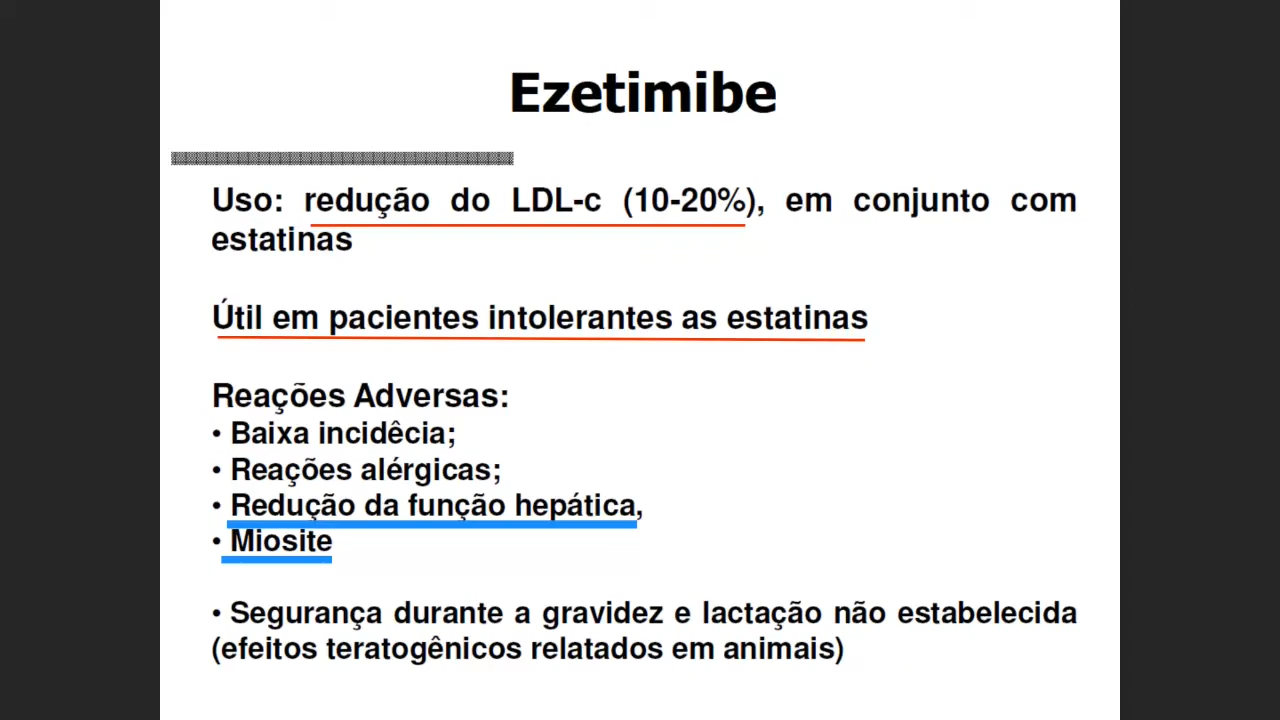 Ezetimibe
Uso: redução do LDL-c (10-20%), em conjunto com
estatinas
Útil em pacientes intolerantes as estatinas
Reações Adversas:
• Baixa incidêcia;
• Reações alérgicas;
• Redução da função hepática,
• Miosite
• Segurança durante a gravidez e lactação não estabelecida
(efeitos teratogênicos relatados em animais)